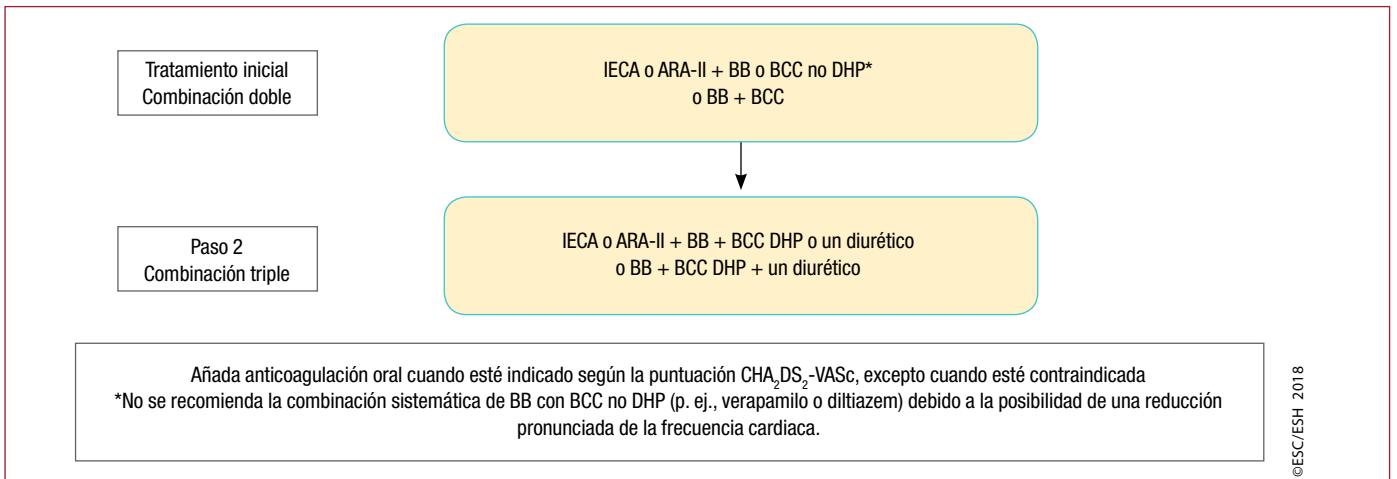 Tratamiento inicial
Combinación doble
IECA o ARA-II + BB o BCC no DHP*
o BB + BCC
Paso 2
Combinación triple
IECA o ARA-II + BB + BCC DHP o un diurético
o BB + BCC DHP + un diurético
Añada anticoagulación oral cuando esté indicado según la puntuación CHA₂DS₂-VASc, excepto cuando esté contraindicada
*No se recomienda la combinación sistemática de BB con BCC no DHP (p. ej., verapamilo o diltiazem) debido a la posibilidad de una reducción
pronunciada de la frecuencia cardiaca.
©ESC/ESH 2018